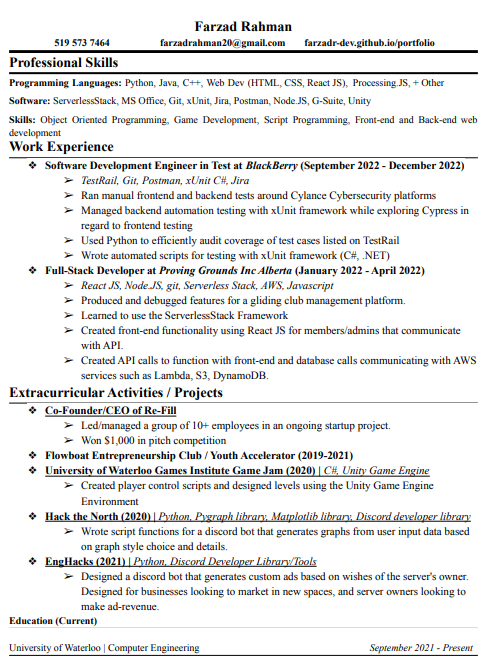 Farzad Rahman
519 573 7464 farzadrahman20@gmail.com farzadr-dev.github.io/portfolio
Professional Skills
Programming Languages: Python, Java, C++, Web Dev (HTML, CSS, React JS), Processing.JS, + Other
Software: ServerlessStack, MS Office, Git, xUnit, Jira, Postman, Node.JS, G-Suite, Unity
Skills: Object Oriented Programming, Game Development, Script Programming, Front-end and Back-end web
development
Work Experience
❖ Software Development Engineer in Test at BlackBerry (September 2022 - December 2022)
➢ TestRail, Git, Postman, xUnit C#, Jira
➢ Ran manual frontend and backend tests around Cylance Cybersecurity platforms
➢ Managed backend automation testing with xUnit framework while exploring Cypress in
regard to frontend testing
➢ Used Python to efficiently audit coverage of test cases listed on TestRail
➢ Wrote automated scripts for testing with xUnit framework (C#, .NET)
❖ Full-Stack Developer at Proving Grounds Inc Alberta (January 2022 - April 2022)
➢ React JS, Node.JS, git, Serverless Stack, AWS, Javascript
➢ Produced and debugged features for a gliding club management platform.
➢ Learned to use the ServerlessStack Framework
➢ Created front-end functionality using React JS for members/admins that communicate
with API.
➢ Created API calls to function with front-end and database calls communicating with AWS
services such as Lambda, S3, DynamoDB.
Extracurricular Activities / Projects
❖ Co-Founder/CEO of Re-Fill
➢ Led/managed a group of 10+ employees in an ongoing startup project.
➢ Won $1,000 in pitch competition
❖ Flowboat Entrepreneurship Club / Youth Accelerator (2019-2021)
❖ University of Waterloo Games Institute Game Jam (2020) | C#, Unity Game Engine
➢ Created player control scripts and designed levels using the Unity Game Engine
Environment
❖ Hack the North (2020) | Python, Pygraph library, Matplotlib library, Discord developer library
➢ Wrote script functions for a discord bot that generates graphs from user input data based
on graph style choice and details.
❖ EngHacks (2021) | Python, Discord Developer Library/Tools
➢ Designed a discord bot that generates custom ads based on wishes of the server's owner.
Designed for businesses looking to market in new spaces, and server owners looking to
make ad-revenue.
Education (Current)
University of Waterloo | Computer Engineering September 2021 - Present